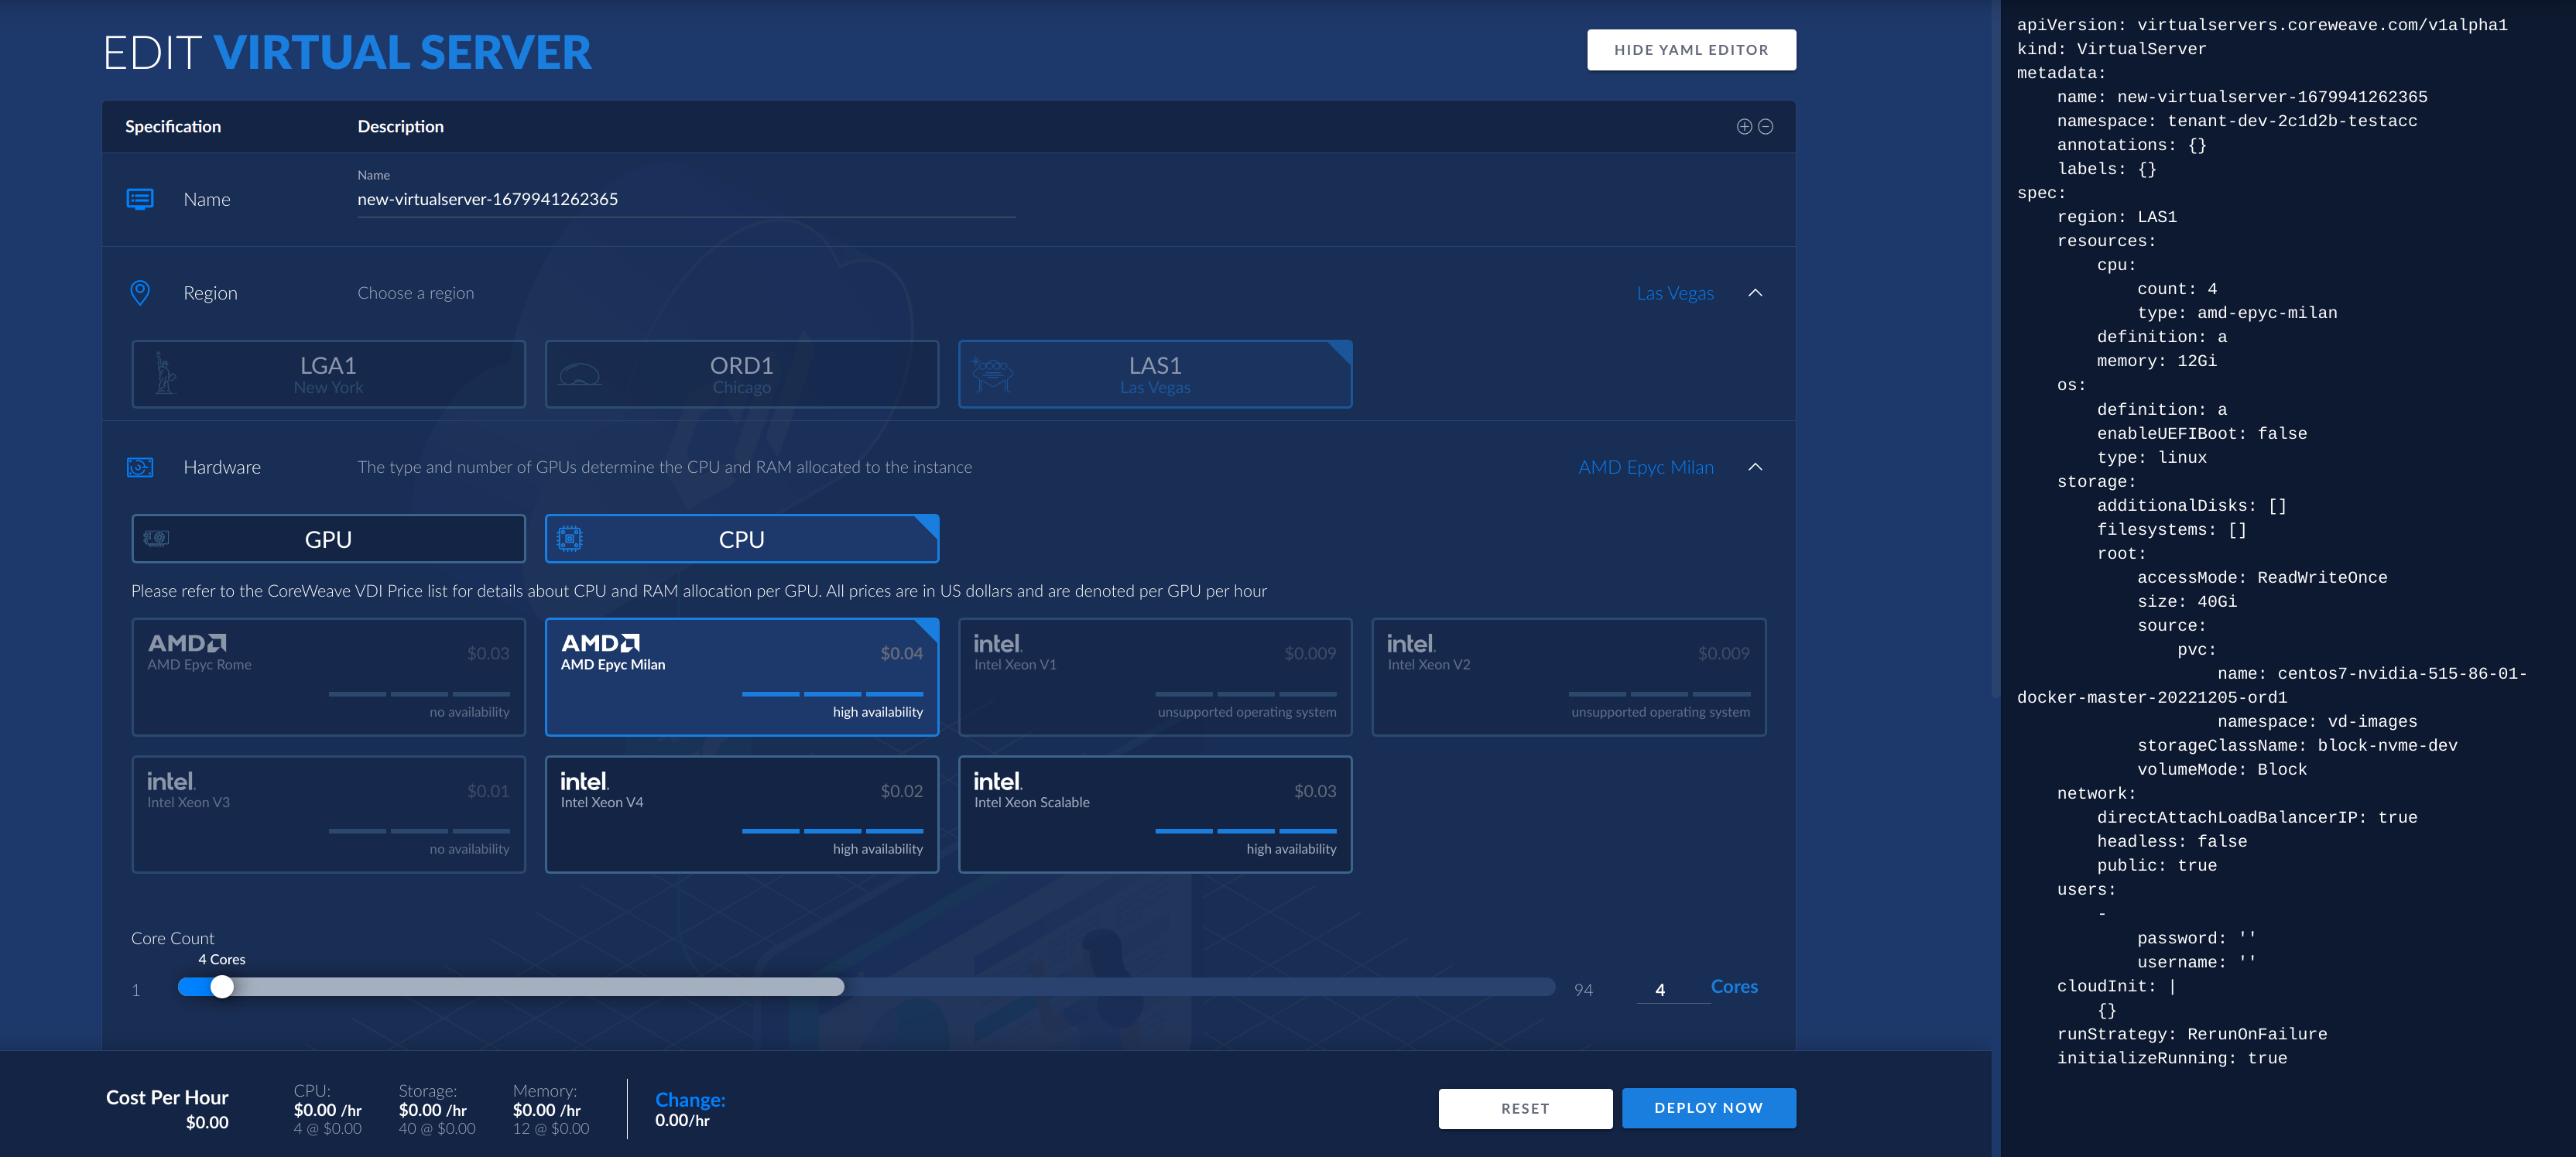 EDIT VIRTUAL SERVER
HIDE YAML EDITOR
Specification
Description
Name
Name
new-virtualserver-1679941262365
Region
Choose a region
Las Vegas
LGA1
New York
ORD1
Chicago
LAS1
Las Vegas
Hardware
The type and number of GPUs determine the CPU and RAM allocated to the instance
AMD Epyc Milan
GPU
CPU
Please refer to the CoreWeave VDI Price list for details about CPU and RAM allocation per GPU. All prices are in US dollars and are denoted per GPU per hour
AMD
AMD Epyc Rome
$0.03
no availability
AMD
AMD Epyc Milan
$0.04
high availability
intel.
Intel Xeon V1
$0.009
unsupported operating system
intel.
Intel Xeon V2
$0.009
unsupported operating system
intel.
Intel Xeon V3
$0.01
no availability
intel.
Intel Xeon V4
$0.02
high availability
intel.
Intel Xeon Scalable
$0.03
high availability
Core Count
4 Cores
1
94
4
Cores
Cost Per Hour
$0.00
CPU:
$0.00 /hr
4 @ $0.00
Storage:
$0.00 /hr
40 @ $0.00
Memory:
$0.00 /hr
12 @ $0.00
Change:
0.00/hr
RESET
DEPLOY NOW
apiVersion: virtualservers.coreweave.com/v1alpha1
kind: VirtualServer
metadata:
    name: new-virtualserver-1679941262365
    namespace: tenant-dev-2c1d2b-testacc
    annotations: {}
    labels: {}
spec:
    region: LAS1
    resources:
        cpu:
            count: 4
            type: amd-epyc-milan
        definition: a
        memory: 12Gi
    os:
        definition: a
        enableUEFIBoot: false
        type: linux
    storage:
        additionalDisks: []
        filesystems: []
        root:
            accessMode: ReadWriteOnce
            size: 40Gi
            source:
                pvc:
                    name: centos7-nvidia-515-86-01-
docker-master-20221205-ord1
                    namespace: vd-images
            storageClassName: block-nvme-dev
            volumeMode: Block
    network:
        directAttachLoadBalancerIP: true
        headless: false
        public: true
    users:
        -
            password: ''
            username: ''
    cloudInit: |
        {}
    runStrategy: RerunOnFailure
    initializeRunning: true